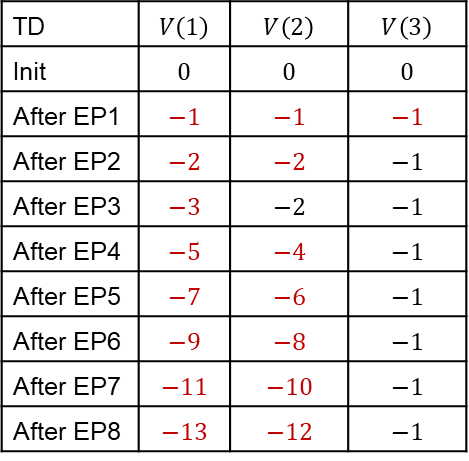 TD V(1) V(2) V(3)
Init 0 0 0
After EP1 −1 −1 −1
After EP2 −2 −2 −1
After EP3 −3 −2 −1
After EP4 −5 −4 −1
After EP5 −7 −6 −1
After EP6 −9 −8 −1
After EP7 −11 −10 −1
After EP8 −13 −12 −1